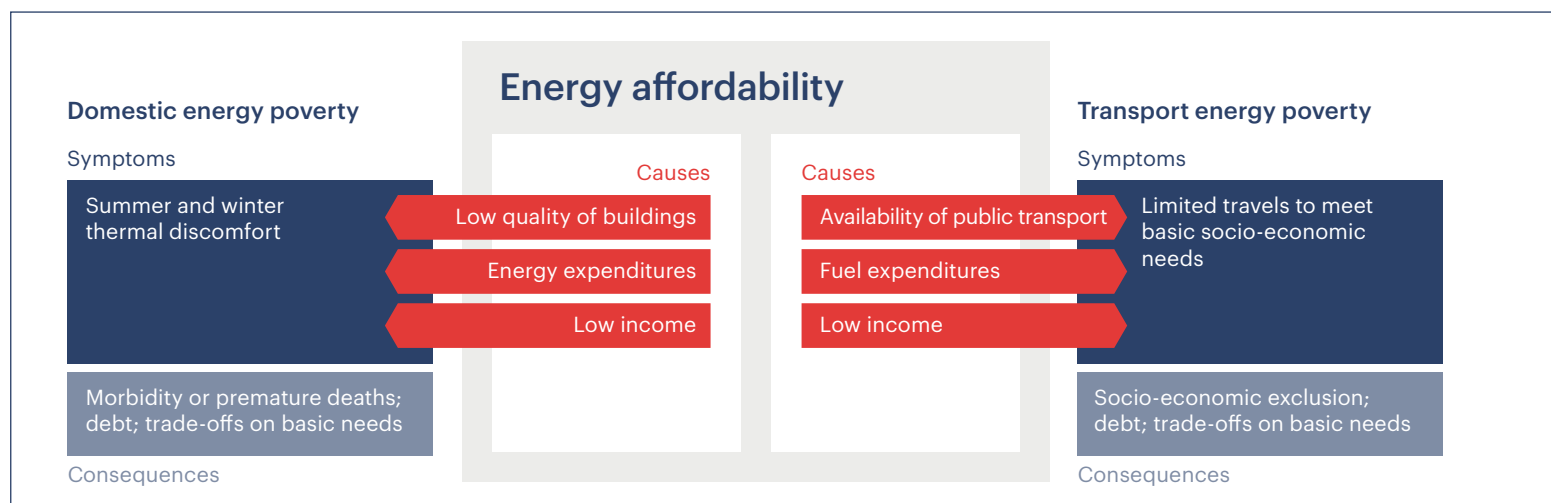 Energy affordability
Domestic energy poverty
Symptoms
Summer and winter
thermal discomfort
Morbidity or premature deaths;
debt; trade-offs on basic needs
Consequences
Causes
Low quality of buildings
Energy expenditures
Low income
Causes
Availability of public transport
Fuel expenditures
Low income
Transport energy poverty
Symptoms
Limited travels to meet
basic socio-economic
needs
Socio-economic exclusion;
debt; trade-offs on basic needs
Consequences